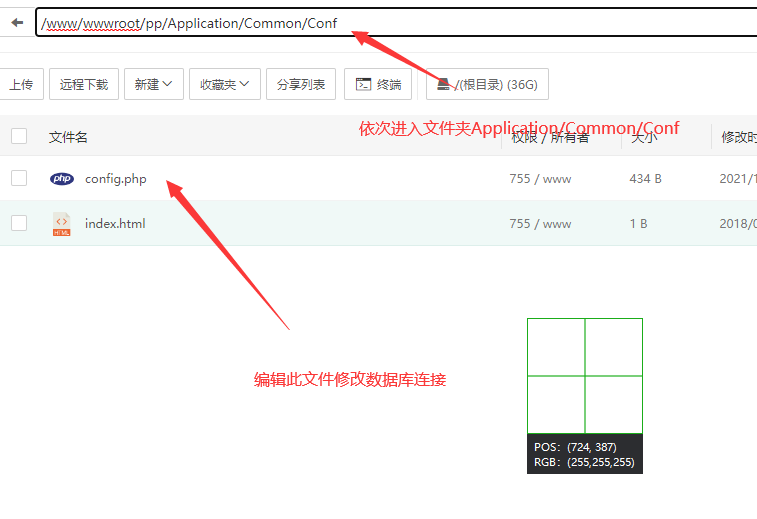 /www/wwwroot/pp/Application/Common/Conf
上传 远程下载 新建 收藏夹 分享列表 终端 /(根目录) (36G)
依次进入文件夹Application/Common/Conf
文件名 权限 / 所有者 大小 修改时
php config.php 755 / www 434 B 2021/1
HTML index.html 755 / www 1 B 2018/0
编辑此文件修改数据库连接
POS: (724, 387)
RGB: (255,255,255)